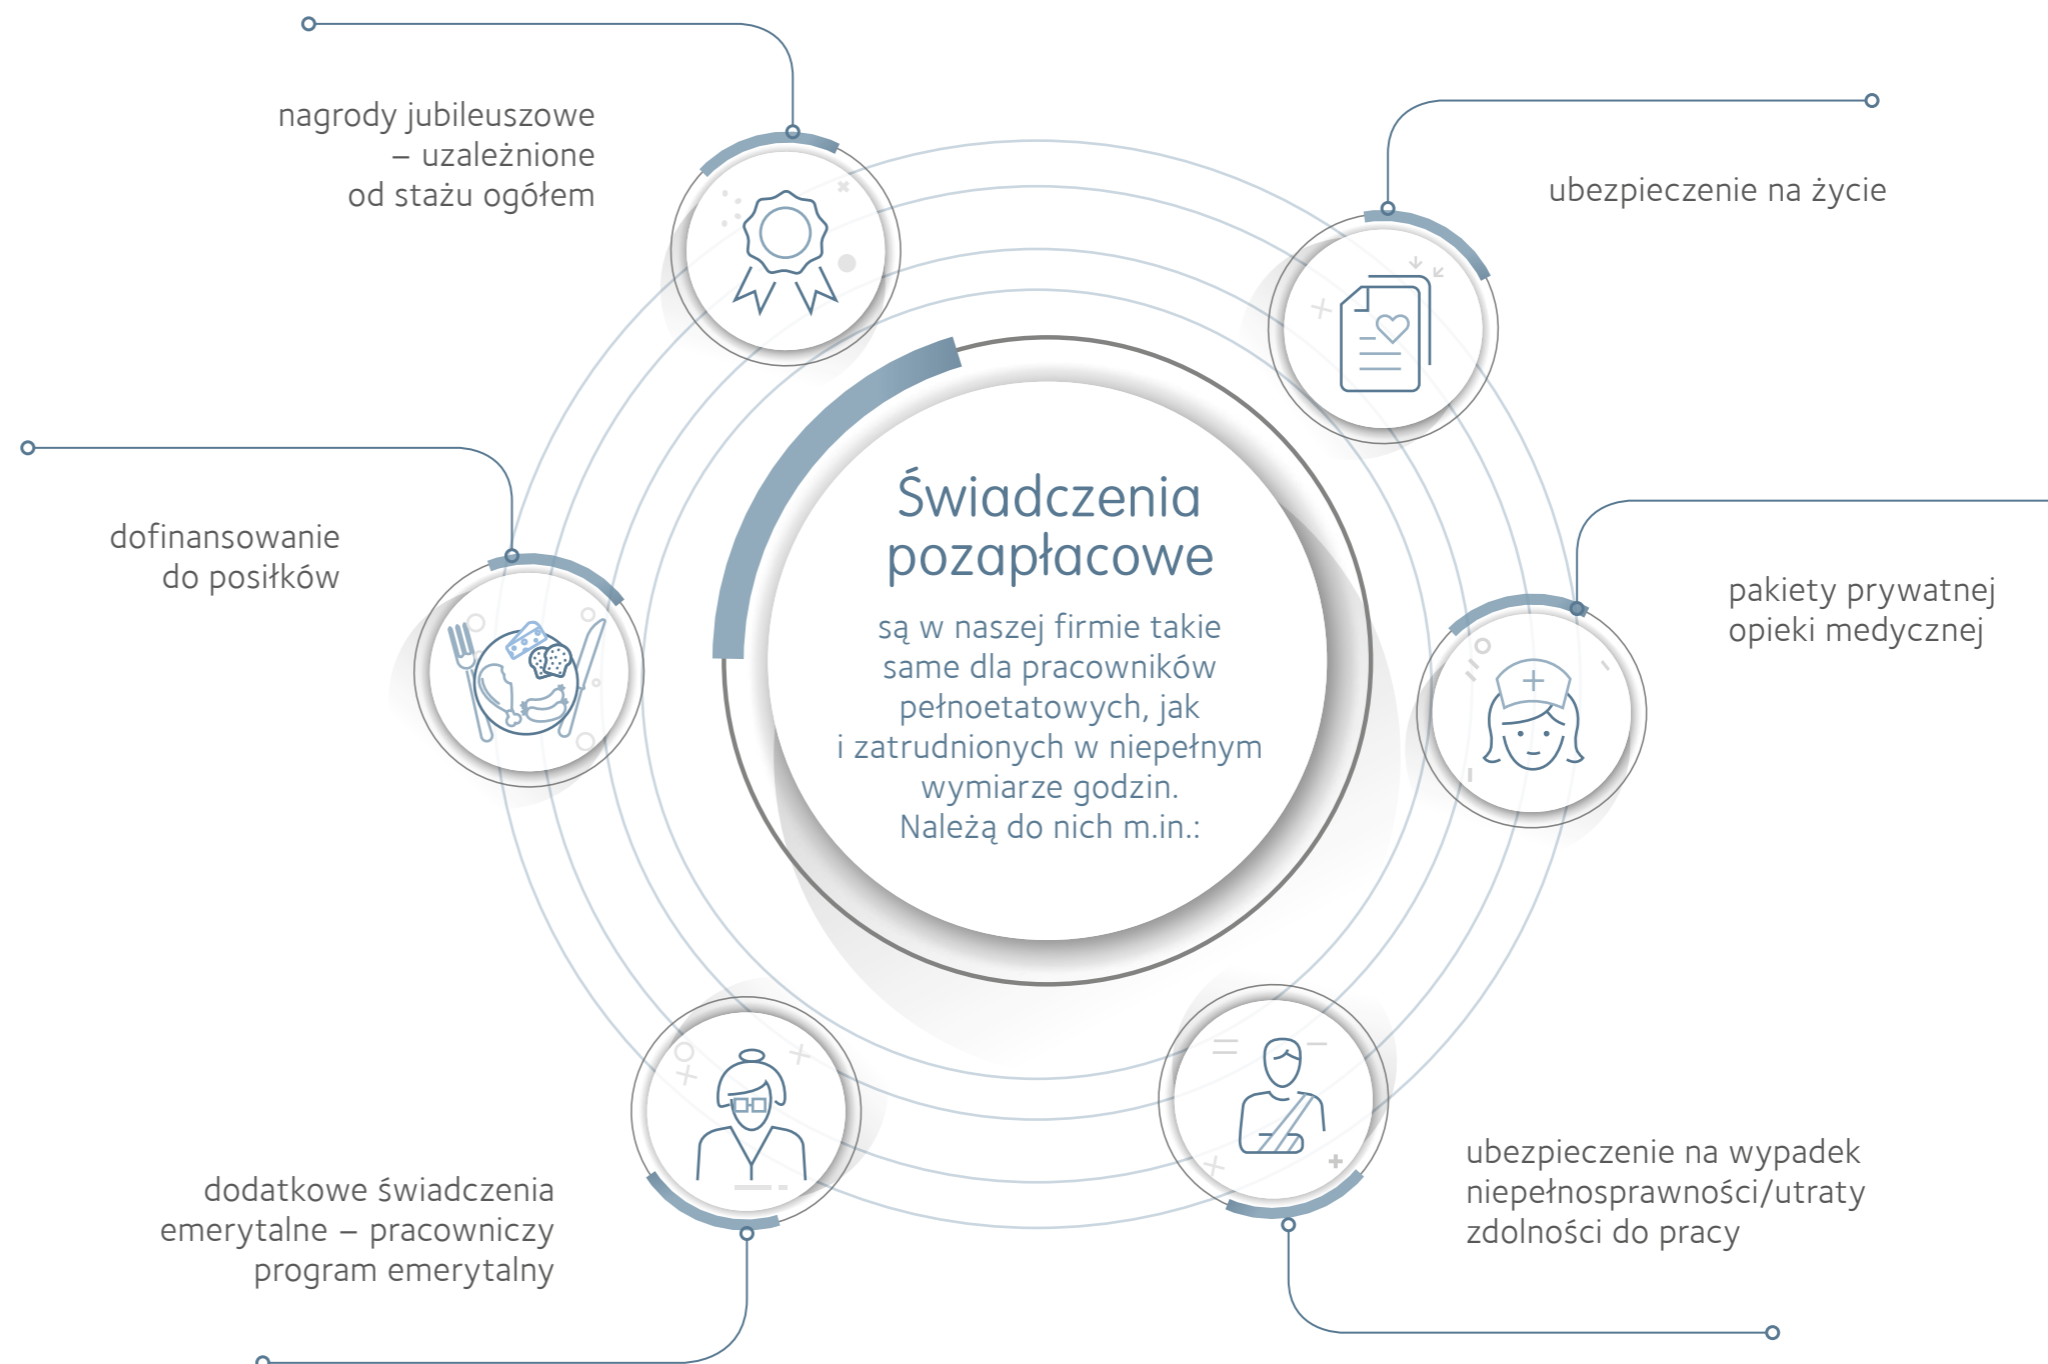 nagrody jubileuszowe
– uzależnione
od stażu ogółem
ubezpieczenie na życie
dofinansowanie
do posiłków
Świadczenia
pozapłacowe
są w naszej firmie takie
same dla pracowników
pełnoetatowych, jak
i zatrudnionych w niepełnym
wymiarze godzin.
Należą do nich m.in.:
pakiety prywatnej
opieki medycznej
dodatkowe świadczenia
emerytalne – pracowniczy
program emerytalny
ubezpieczenie na wypadek
niepełnosprawności/utraty
zdolności do pracy